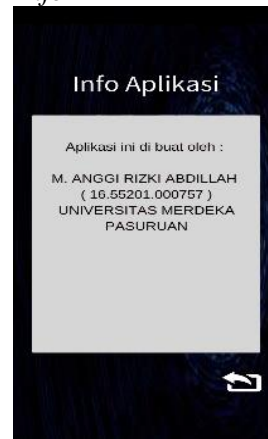 Info Aplikasi
Aplikasi ini di buat oleh :
M. ANGGI RIZKI ABDILLAH
( 16.55201.000757 )
UNIVERSITAS MERDEKA
PASURUAN